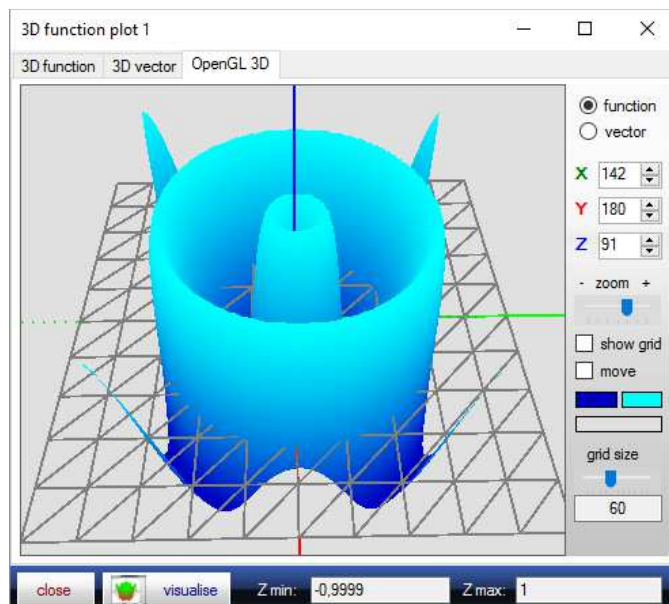 3D function plot 1
3D function 3D vector OpenGL 3D
function
vector
X 142
Y 180
Z 91
- zoom +
show grid
move
grid size
60
close visualise Z min: -0,9999 Z max: 1